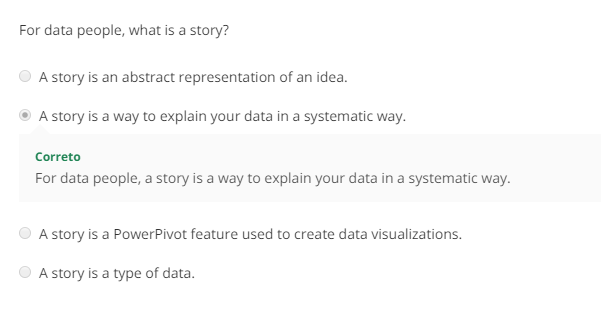 For data people, what is a story?
A story is an abstract representation of an idea.
A story is a way to explain your data in a systematic way.
Correto
For data people, a story is a way to explain your data in a systematic way.
A story is a PowerPivot feature used to create data visualizations.
A story is a type of data.